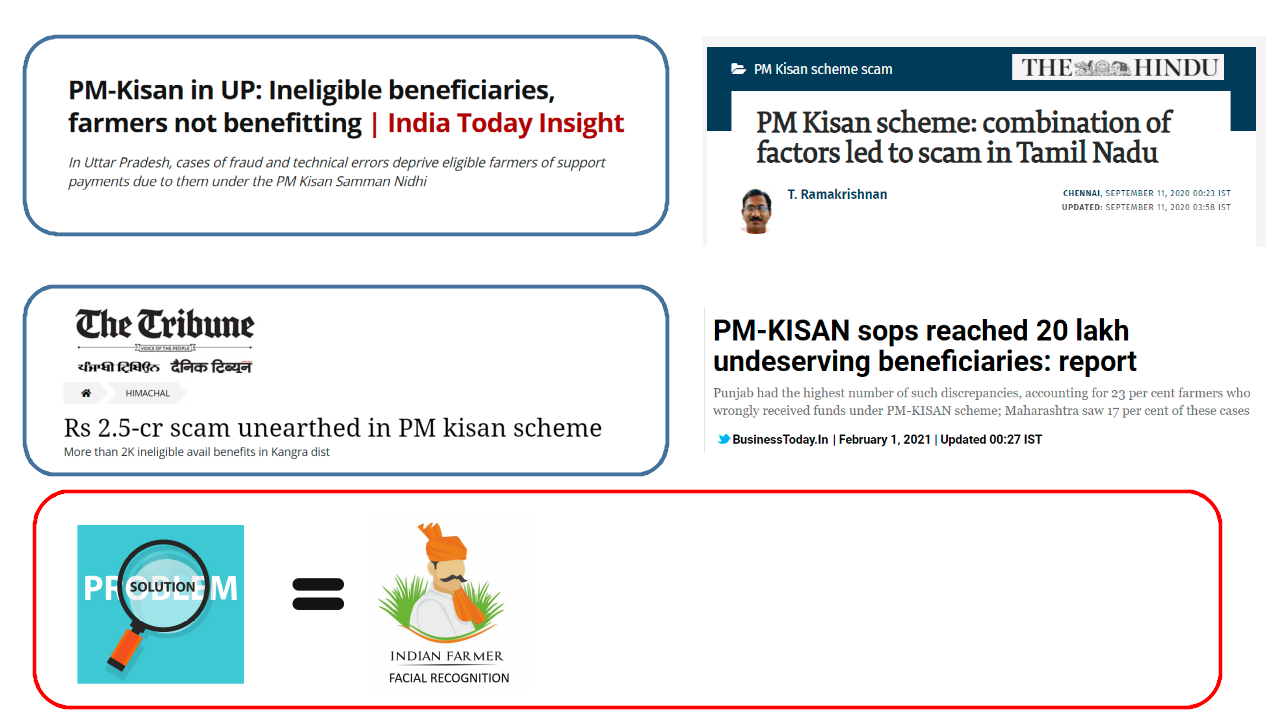 PM-Kisan in UP: Ineligible beneficiaries,
farmers not benefitting | India Today Insight
In Uttar Pradesh, cases of fraud and technical errors deprive eligible farmers of support
payments due to them under the PM Kisan Samman Nidhi
PM Kisan scheme scam
THE HINDU
PM Kisan scheme: combination of
factors led to scam in Tamil Nadu
T. Ramakrishnan
CHENNAI, SEPTEMBER 11, 2020 00:23 IST
UPDATED: SEPTEMBER 11, 2020 03:58 IST
The Tribune
VOICE OF THE PEOPLE
ਪੰਜਾਬੀ ਟ੍ਰਿਬਿਊਨ दैनिक ट्रिब्यून
HIMACHAL
Rs 2.5-cr scam unearthed in PM kisan scheme
More than 2K ineligible avail benefits in Kangra dist
PM-KISAN sops reached 20 lakh
undeserving beneficiaries: report
Punjab had the highest number of such discrepancies, accounting for 23 per cent farmers who
wrongly received funds under PM-KISAN scheme; Maharashtra saw 17 per cent of these cases
BusinessToday.In | February 1, 2021 | Updated 00:27 IST
PROBLEM
SOLUTION
=
INDIAN FARMER
FACIAL RECOGNITION